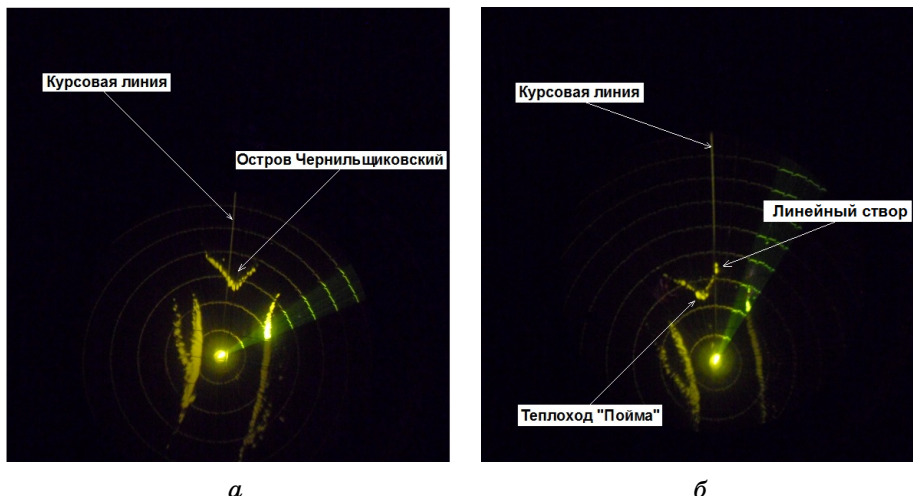 Курсовая линия
Остров Чернильщиковский
а
Курсовая линия
Линейный створ
Теплоход "Пойма"
б